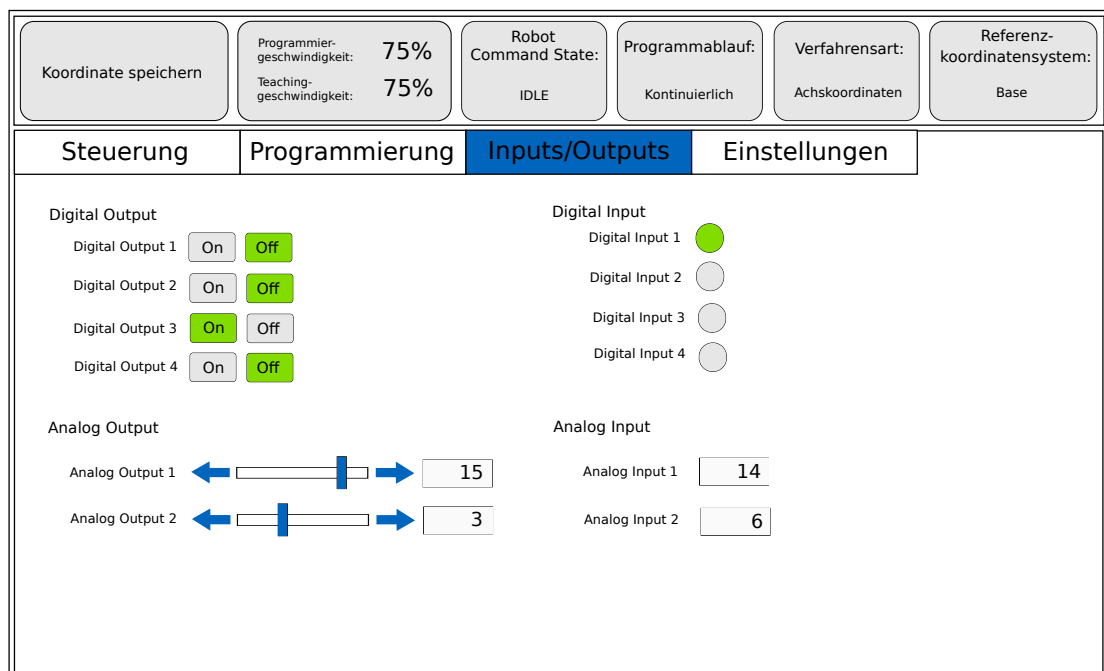 Koordinate speichern
Programmier-
geschwindigkeit: 75%
Teaching-
geschwindigkeit: 75%
Robot
Command State:
IDLE
Programmablauf:
Kontinuierlich
Verfahrensart:
Achskoordinaten
Referenz-
koordinatensystem:
Base
Steuerung Programmierung Inputs/Outputs Einstellungen
Digital Output
Digital Output 1 On Off
Digital Output 2 On Off
Digital Output 3 On Off
Digital Output 4 On Off
Digital Input
Digital Input 1
Digital Input 2
Digital Input 3
Digital Input 4
Analog Output
Analog Output 1 15
Analog Output 2 3
Analog Input
Analog Input 1 14
Analog Input 2 6